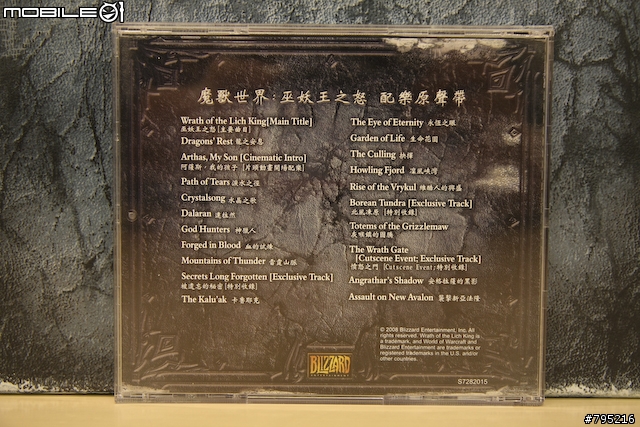 MOBILE01
魔獸世界:巫妖王之怒 配樂原聲帶
Wrath of the Lich King[Main Title]
巫妖王之怒[主要曲目]
Dragons' Rest 龍之安息
Arthas, My Son [Cinematic Intro]
阿薩斯,我的孩子 [片頭動畫開場配樂]
Path of Tears 淚水之徑
Crystalsong 水晶之歌
Dalaran 達拉然
God Hunters 神獵人
Forged in Blood 血的試煉
Mountains of Thunder 雷霆山脈
Secrets Long Forgotten [Exclusive Track]
被遺忘的秘密[特別收錄]
The Kalu'ak 卡魯耶克
The Eye of Eternity 永恆之眼
Garden of Life 生命花園
The Culling 抉擇
Howling Fjord 凜風峽灣
Rise of the Vrykul 維酷人的興盛
Borean Tundra [Exclusive Track]
北風凍原 [特別收錄]
Totems of the Grizzlemaw
灰喉鎮的圖騰
The Wrath Gate
[Cutscene Event; Exclusive Track]
憤怒之門 [Cutscene Event;特別收錄]
Angrathar's Shadow 安格拉薩的黑影
Assault on New Avalon 襲擊新亞法隆
© 2008 Blizzard Entertainment, Inc. All
rights reserved. Wrath of the Lich King is
a trademark, and World of Warcraft and
Blizzard Entertainment are trademarks or
registered trademarks in the U.S. and/or
other countries.
BLIZZARD
ENTERTAINMENT
S7282015
#795216